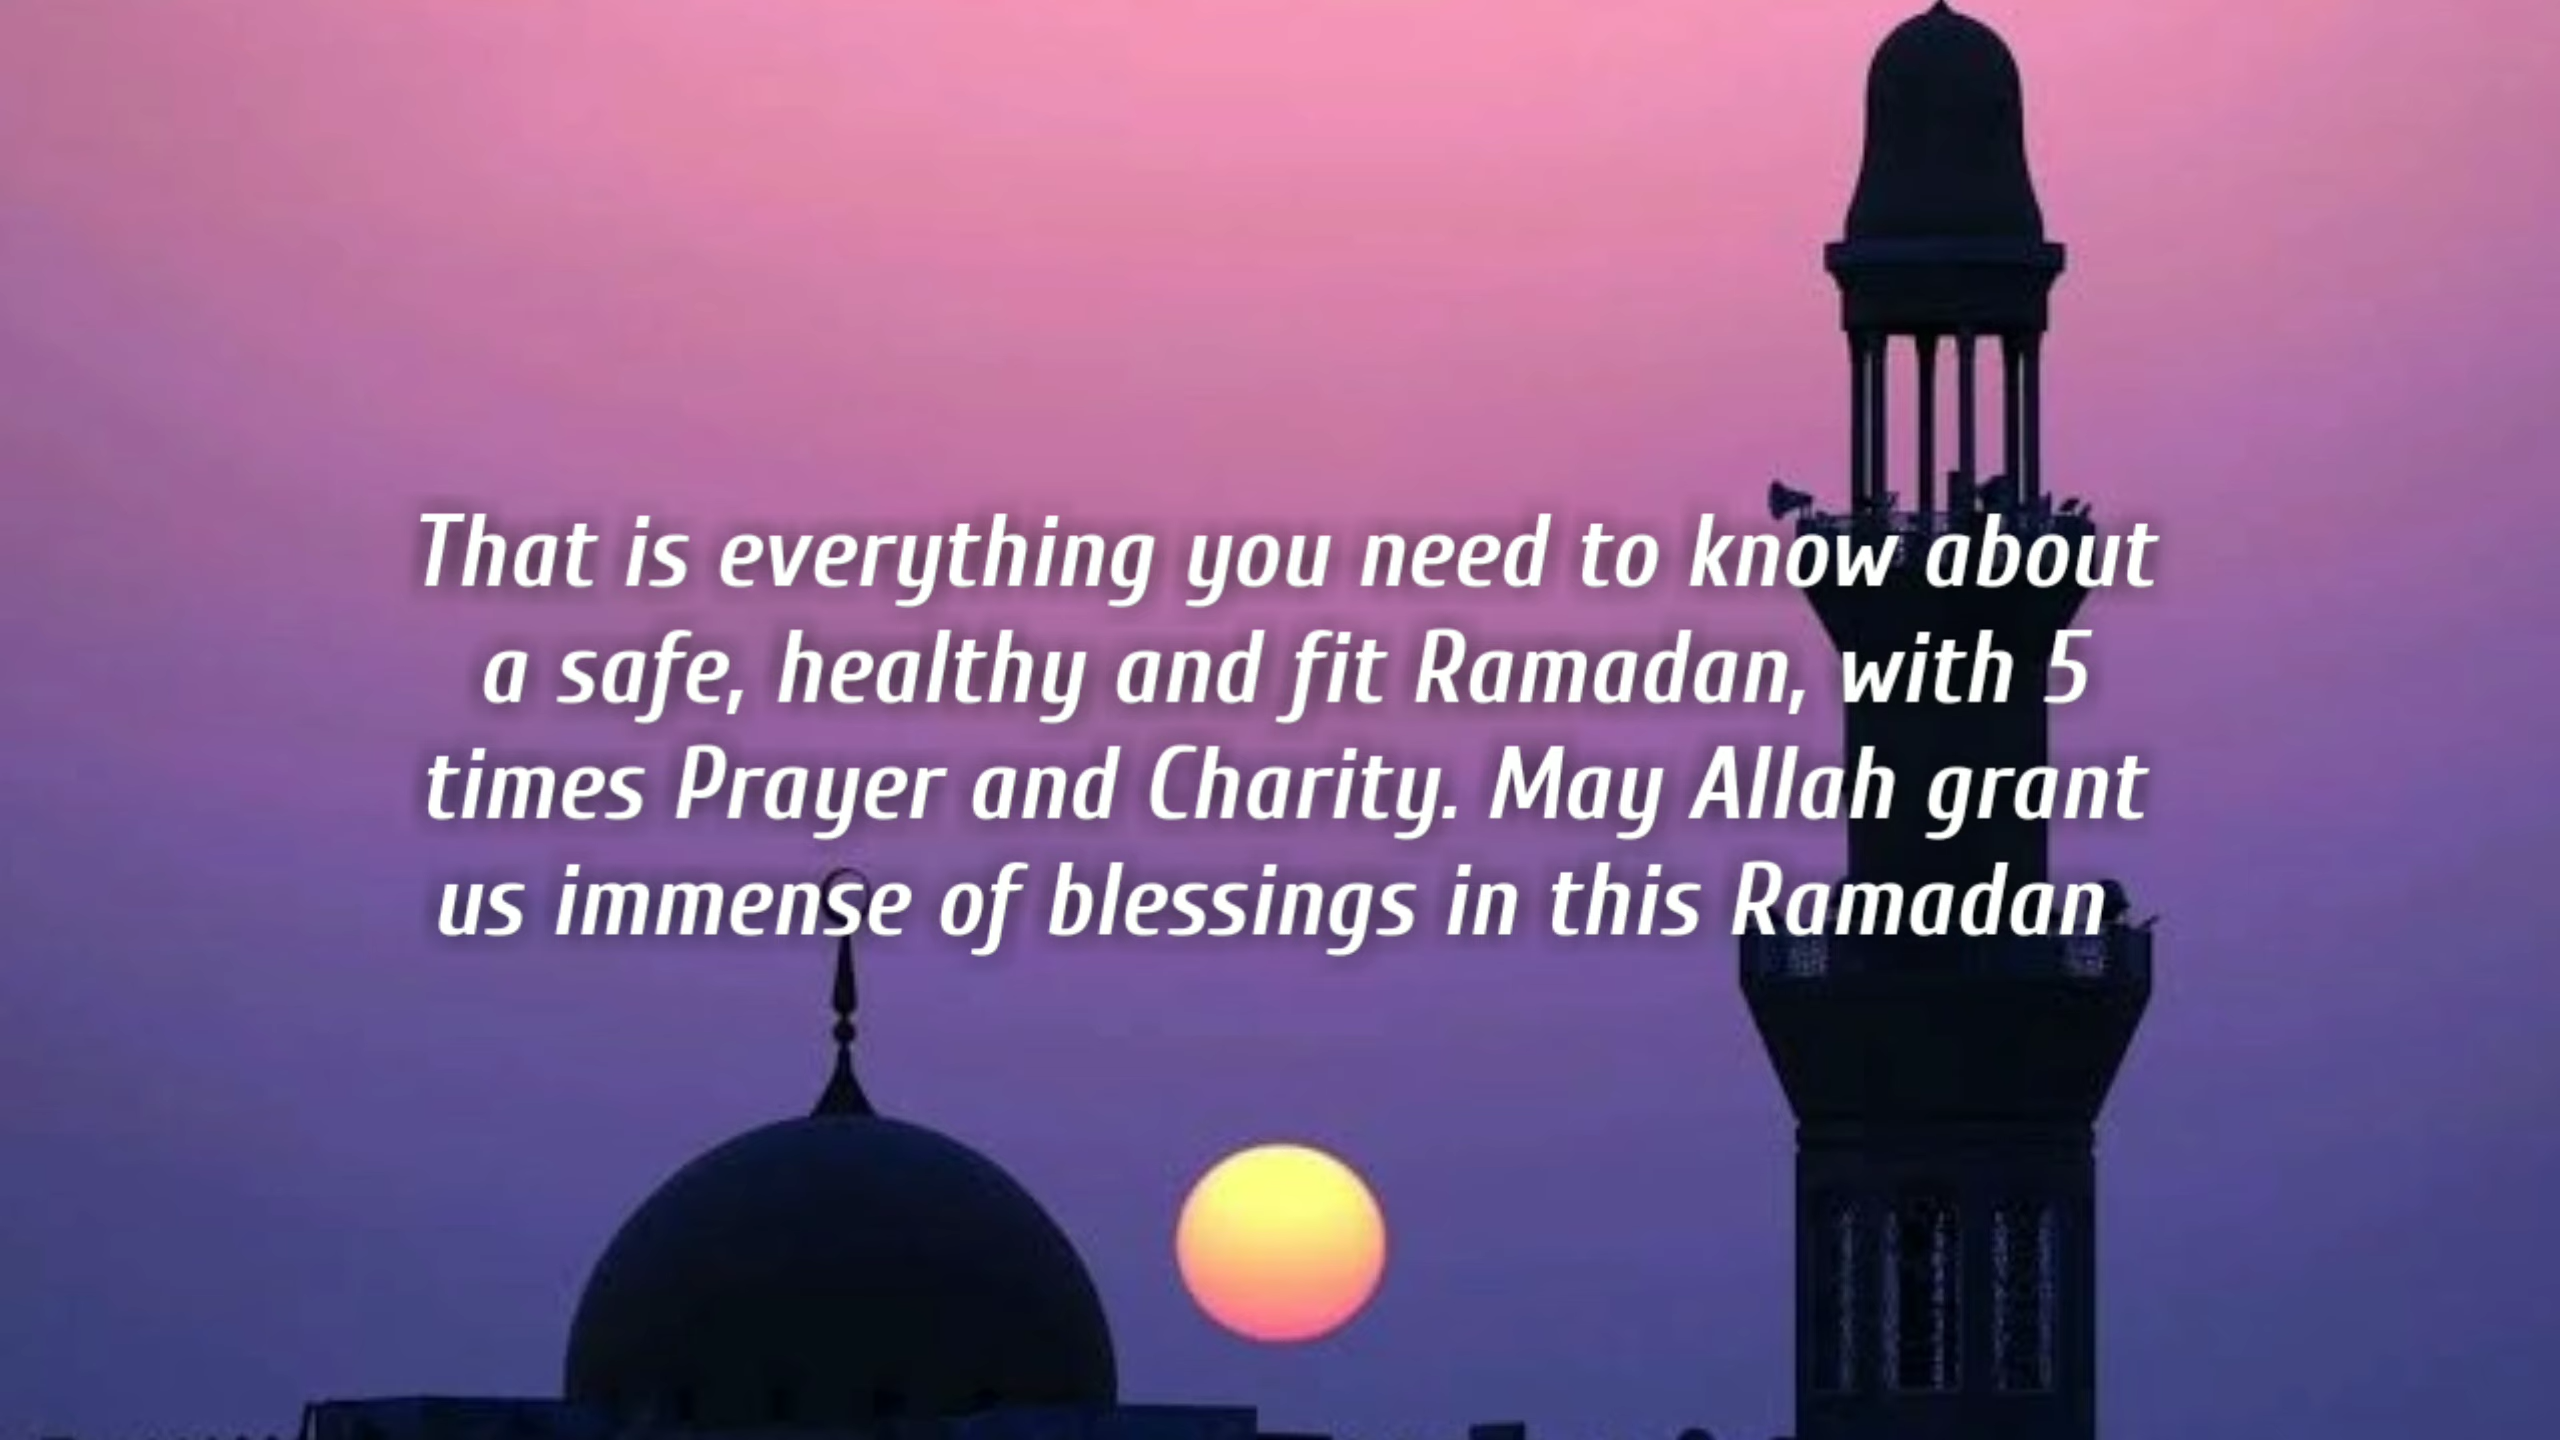 That is everything you need to know about
a safe, healthy and fit Ramadan, with 5
times Prayer and Charity. May Allah grant
us immense of blessings in this Ramadan